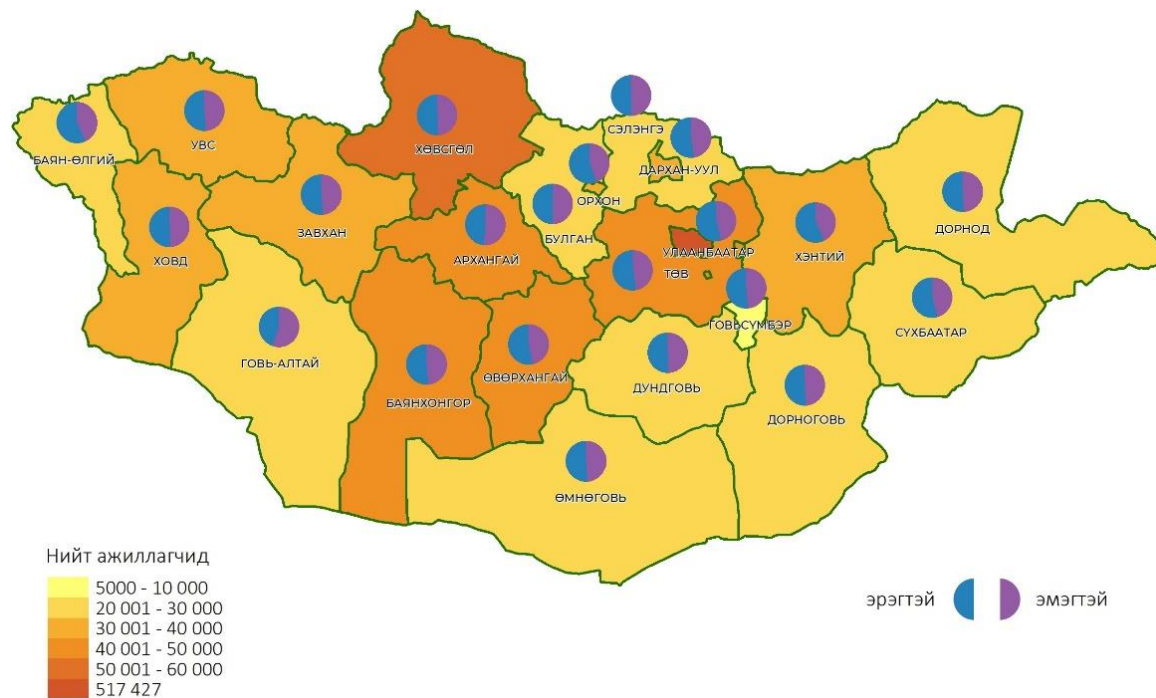 СЭЛЭНГЭ
БАЯН-ӨЛГИЙ
УВС
ХӨВСГӨЛ
ДАРХАН-УУЛ
ОРХОН
ЗАВХАН
БУЛГАН
ДОРНОД
ХОВД
АРХАНГАЙ
УЛААНБААТАР
ХЭНТИЙ
ТӨВ
ГОВЬСҮМБЭР
СҮХБААТАР
ГОВЬ-АЛТАЙ
ӨВӨРХАНГАЙ
ДУНДГОВЬ
БАЯНХОНГОР
ДОРНОГОВЬ
ӨМНӨГОВЬ
Нийт ажиллагчид
5000 - 10 000
20 001 - 30 000
30 001 - 40 000
40 001 - 50 000
50 001 - 60 000
517 427
эрэгтэй эмэгтэй